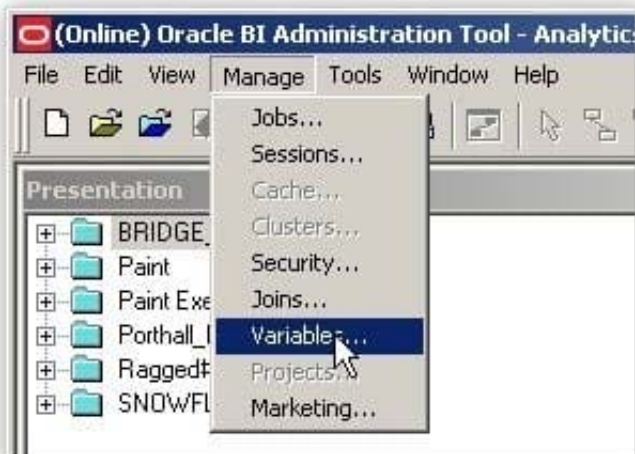 (Online) Oracle BI Administration Tool - Analytics
File Edit View Manage Tools Window Help
Jobs...
Sessions...
Cache...
Clusters...
Security...
Joins...
Variables...
Projects...
Marketing...
Presentation
BRIDGE_
Paint
Paint Exe
Porthall_
Ragged#
SNOWFL